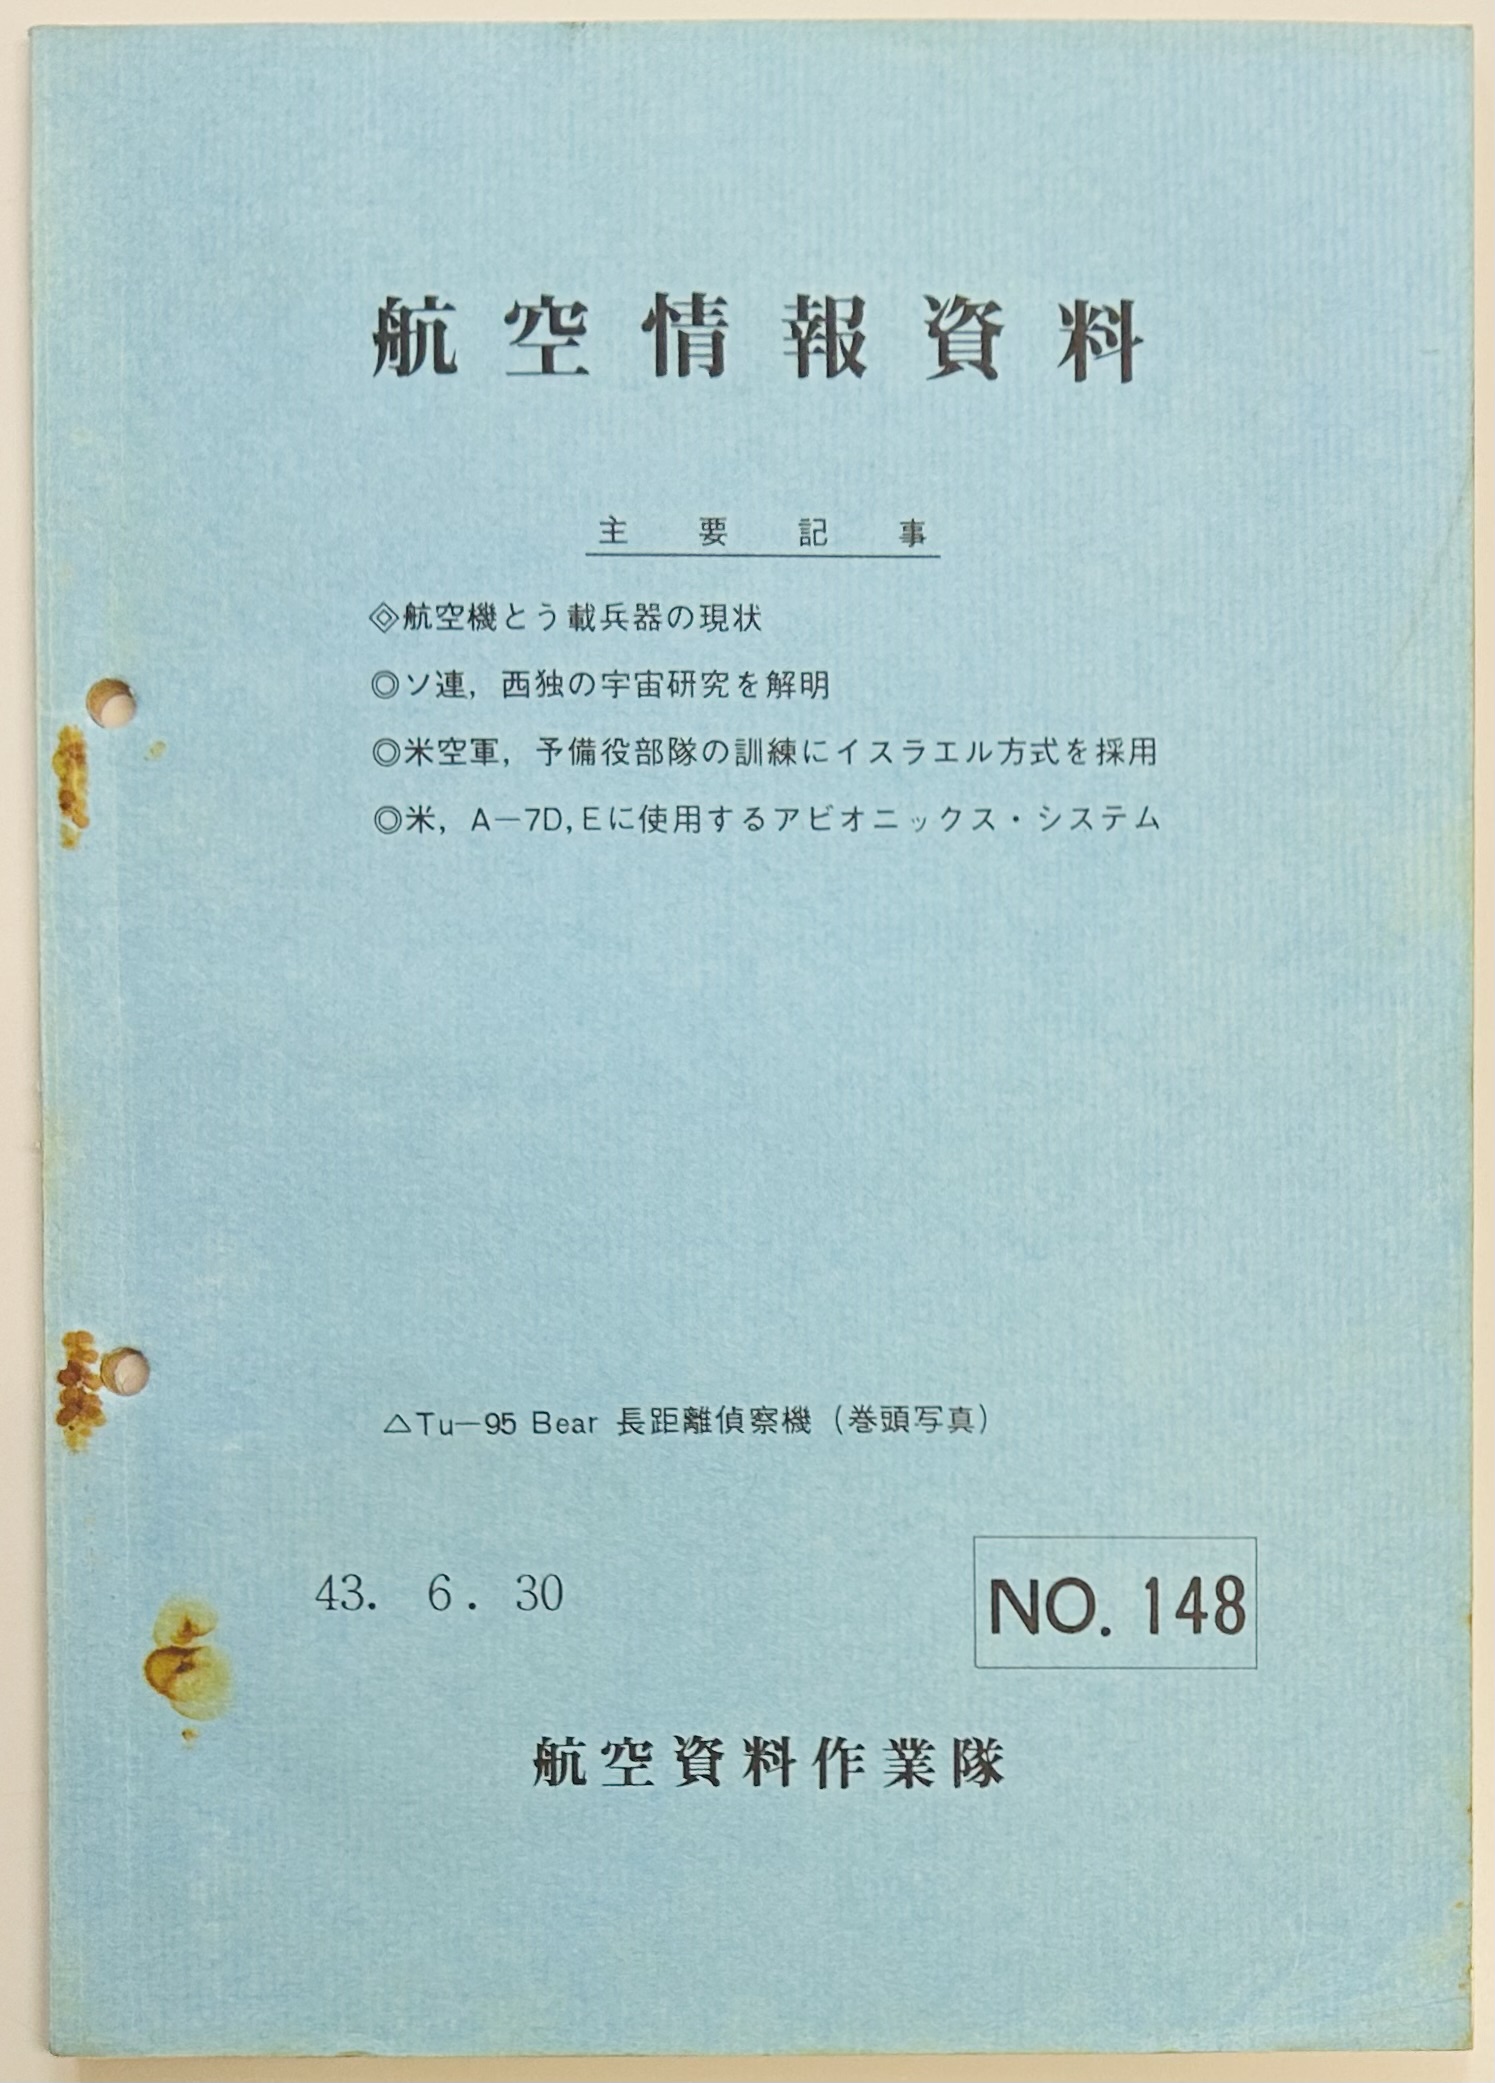 航空情報資料
主要記事
◈航空機とう載兵器の現状
◎ソ連，西独の宇宙研究を解明
◎米空軍，予備役部隊の訓練にイスラエル方式を採用
◎米，A－7D,Eに使用するアビオニックス・システム
△Tu－95 Bear 長距離偵察機（巻頭写真）
43. 6. 30
NO. 148
航空資料作業隊